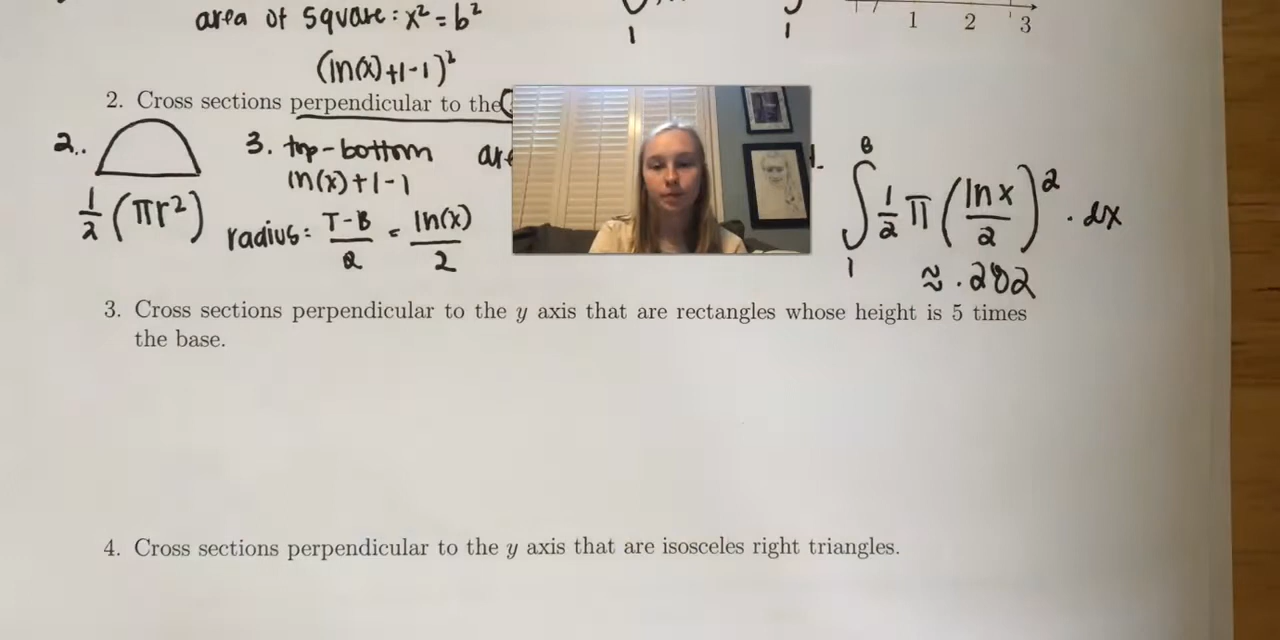 area of square: x² = b²
(ln(x)+1-1)²
1
1
1 2 3
2. Cross sections perpendicular to the
2.
½(πr²)
3. top-bottom
ln(x)+1-1
radius: T-B/2 = ln(x)/2
B
∫ ½ π (ln x/2)² · dx
1
≈ .282
3. Cross sections perpendicular to the y axis that are rectangles whose height is 5 times
the base.
4. Cross sections perpendicular to the y axis that are isosceles right triangles.